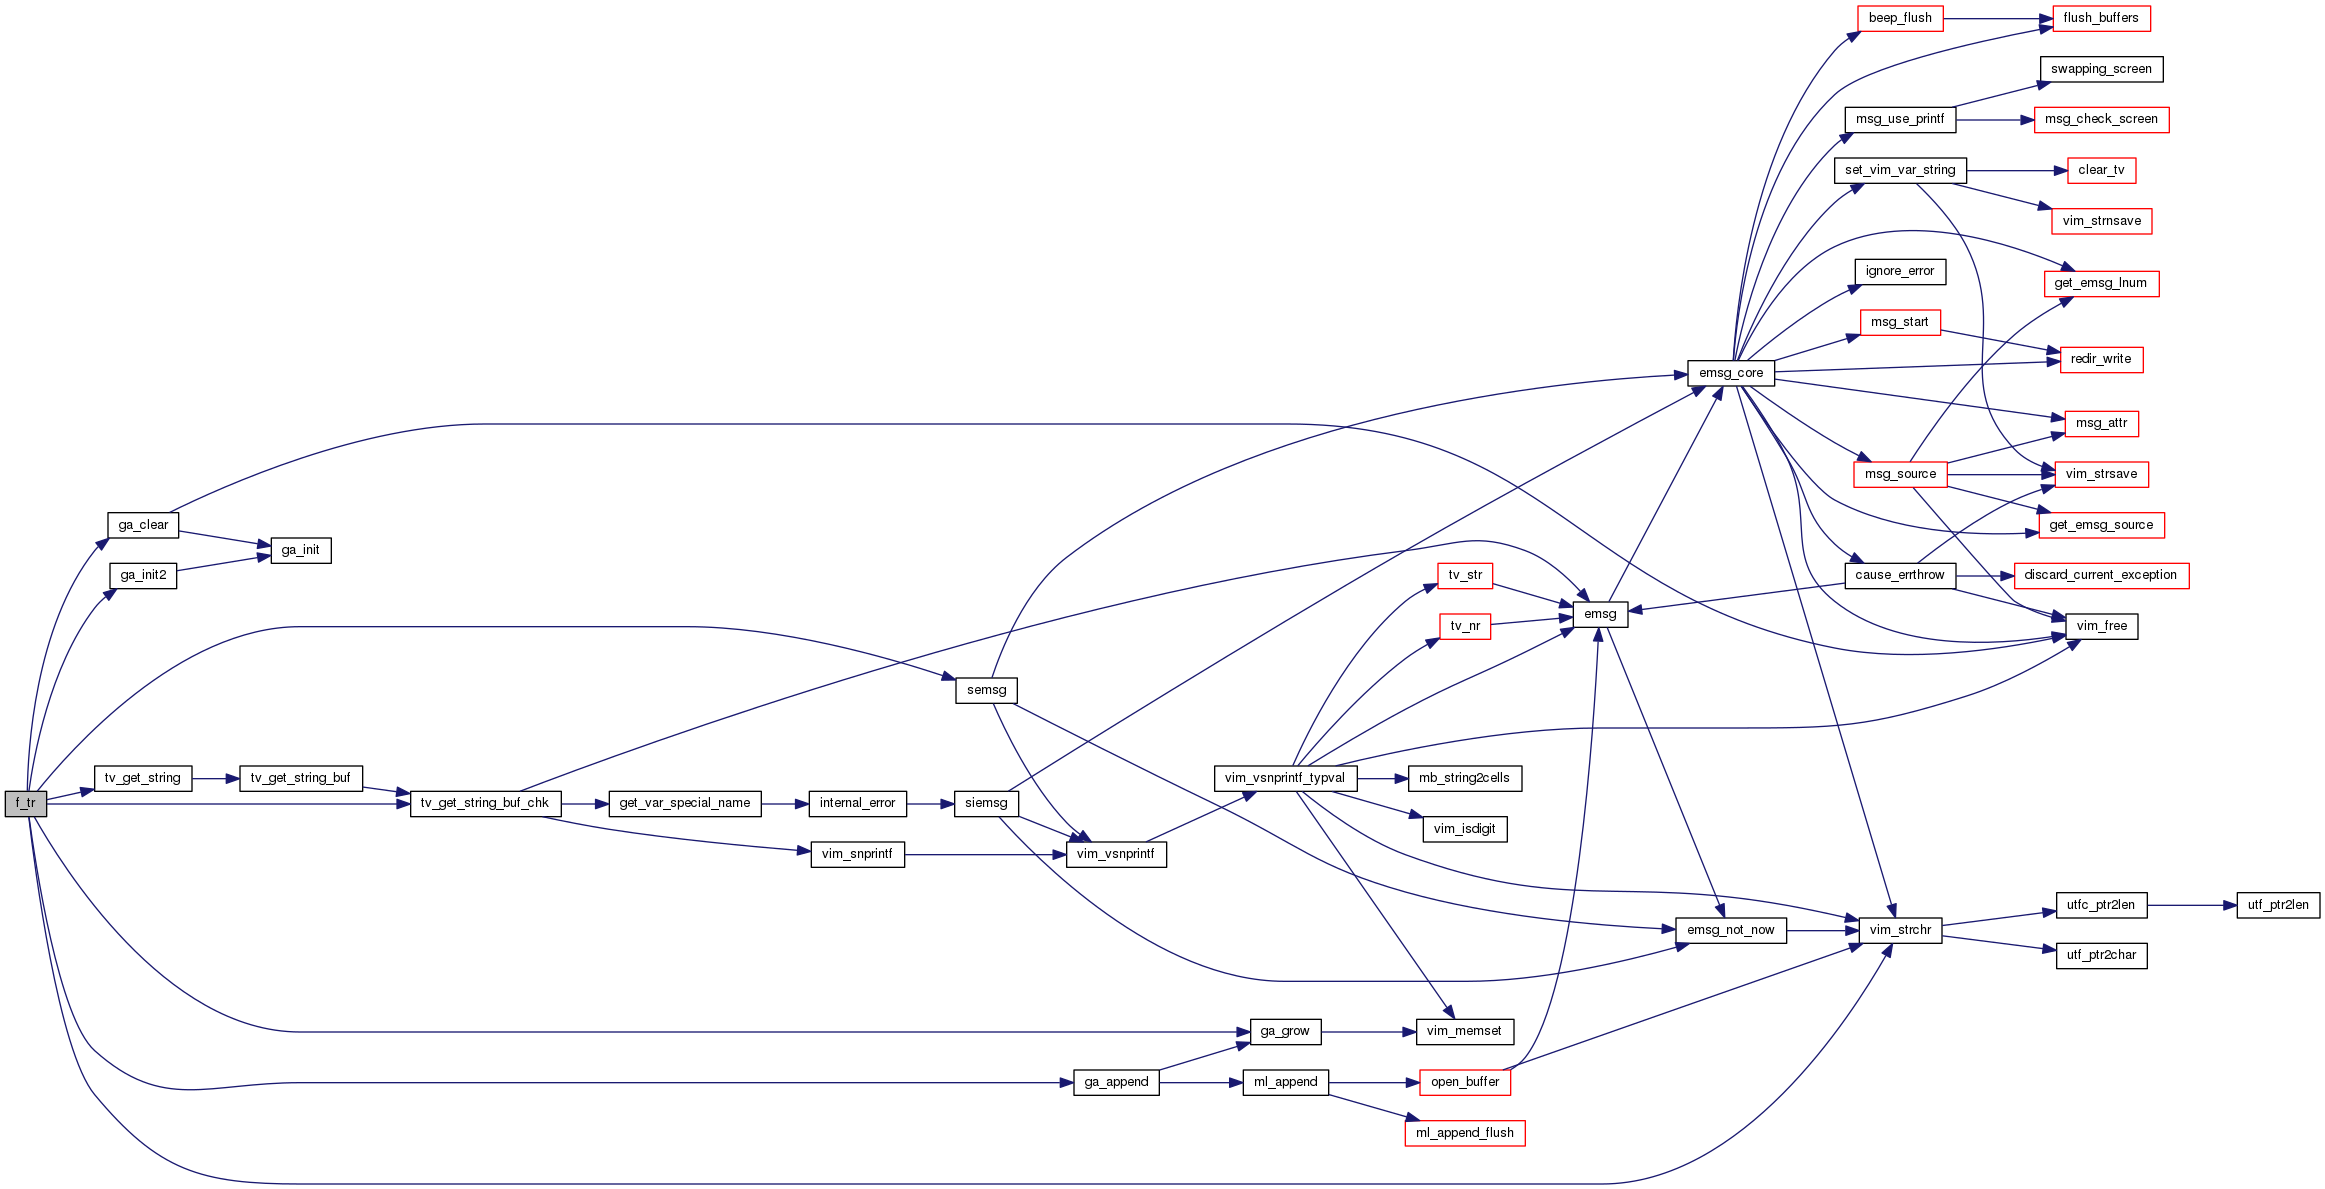 beep_flush
flush_buffers
swapping_screen
msg_use_printf
msg_check_screen
set_vim_var_string
clear_tv
vim_strnsave
ignore_error
get_emsg_lnum
msg_start
redir_write
emsg_core
msg_attr
msg_source
vim_strsave
ga_clear
get_emsg_source
ga_init
ga_init2
tv_str
cause_errthrow
discard_current_exception
emsg
tv_nr
vim_free
semsg
tv_get_string
tv_get_string_buf
vim_vsnprintf_typval
mb_string2cells
f_tr
tv_get_string_buf_chk
get_var_special_name
internal_error
siemsg
vim_isdigit
vim_snprintf
vim_vsnprintf
utfc_ptr2len
utf_ptr2len
emsg_not_now
vim_strchr
utf_ptr2char
ga_grow
vim_memset
ga_append
ml_append
open_buffer
ml_append_flush